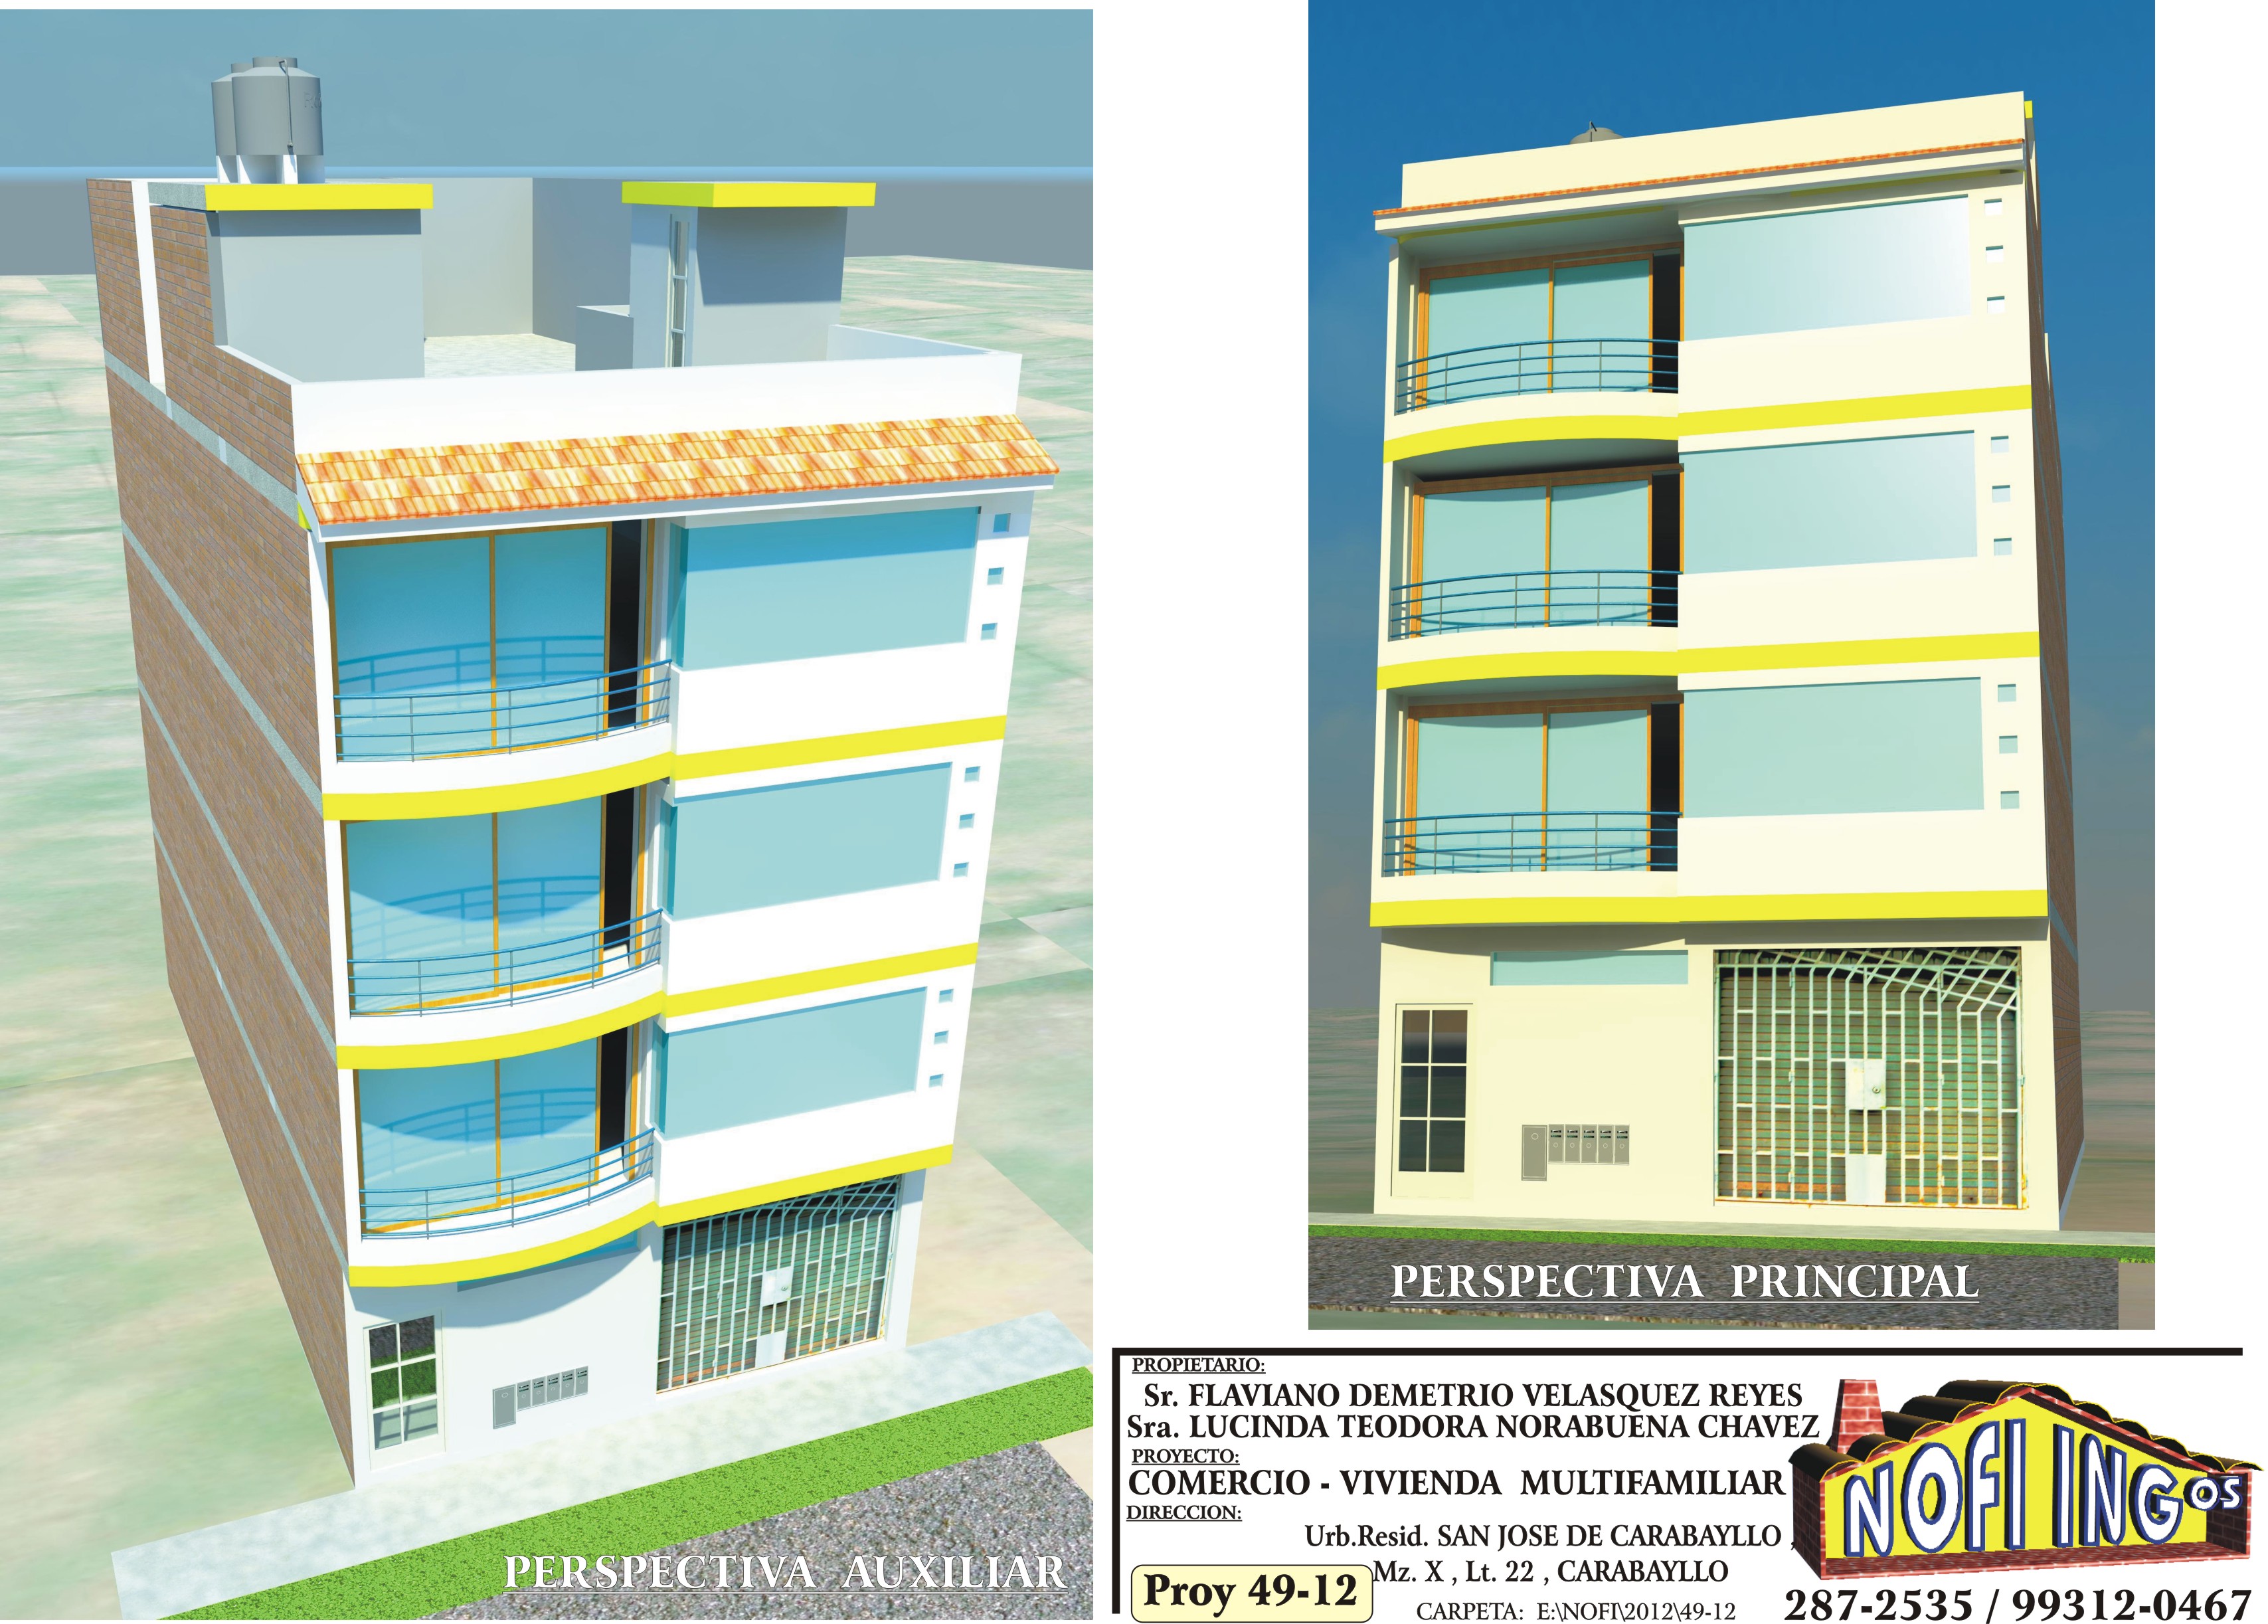 PERSPECTIVA AUXILIAR
PERSPECTIVA PRINCIPAL
PROPIETARIO:
Sr. FLAVIANO DEMETRIO VELASQUEZ REYES
Sra. LUCINDA TEODORA NORABUENA CHAVEZ
PROYECTO:
COMERCIO - VIVIENDA MULTIFAMILIAR
DIRECCION:
Urb.Resid. SAN JOSE DE CARABAYLLO ,
Mz. X , Lt. 22 , CARABAYLLO
Proy 49-12
CARPETA: E:\NOFI\2012\49-12
NOFI INGOS
287-2535 / 99312-0467